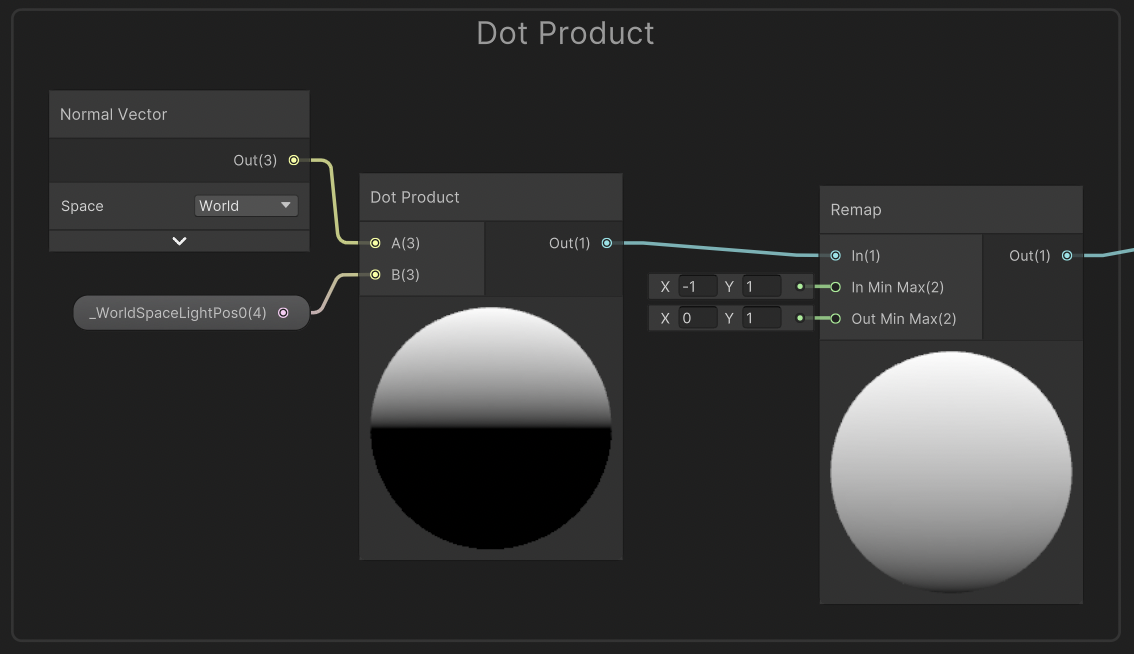 Dot Product
Normal Vector
Out(3)
Space World
_WorldSpaceLightPos0(4)
Dot Product
A(3) Out(1)
B(3)
X -1 Y 1
X 0 Y 1
Remap
In(1) Out(1)
In Min Max(2)
Out Min Max(2)